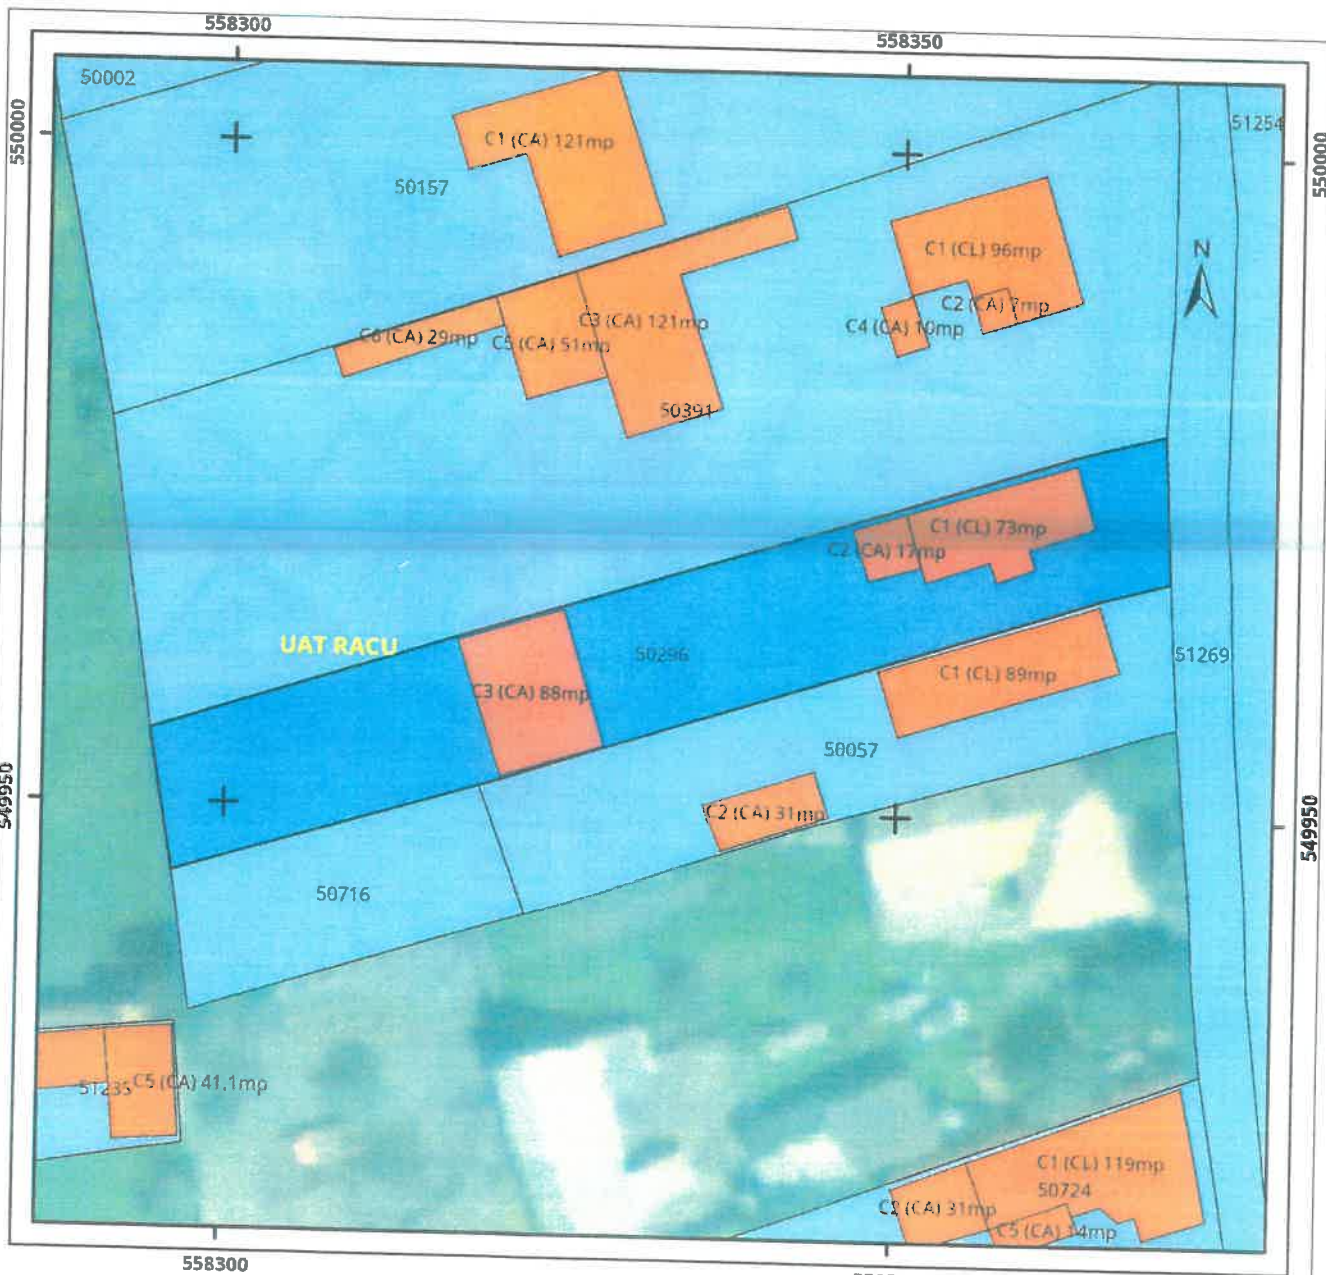 558300
558350
550000
550000
50002
51254
C1 (CA) 121mp
50157
C1 (CL) 96mp
N
C2 (CA) 7mp
C4 (CA) 10mp
C3 (CA) 121mp
C6 (CA) 29mp
C5 (CA) 51mp
50391
C1 (CL) 73mp
C2 (CA) 17mp
UAT RACU
50296
51269
C3 (CA) 88mp
C1 (CL) 89mp
50057
549950
549950
C2 (CA) 31mp
50716
51235
C5 (CA) 41.1mp
C1 (CL) 119mp
50724
C2 (CA) 31mp
C5 (CA) 14mp
558300